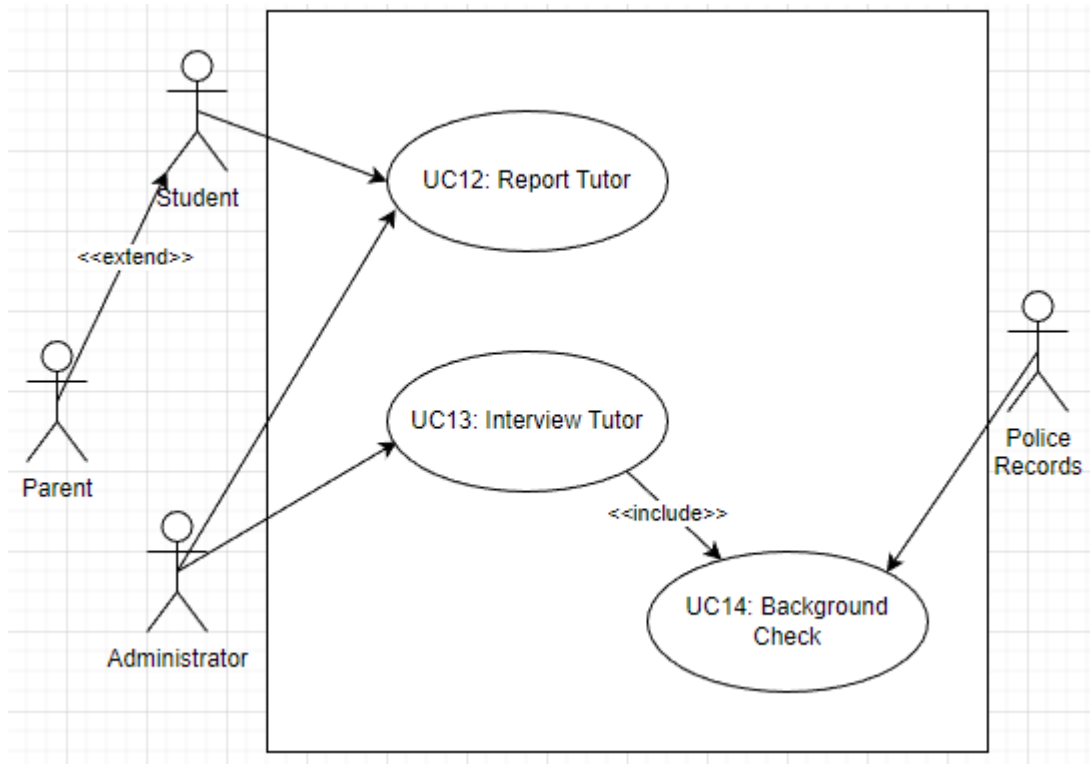 Student
UC12: Report Tutor
<<extend>>
Parent
UC13: Interview Tutor
Police
Records
<<include>>
Administrator
UC14: Background
Check